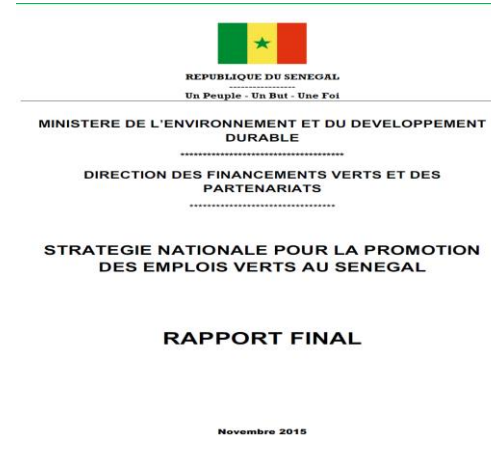 REPUBLIQUE DU SENEGAL
-----------------
Un Peuple - Un But - Une Foi
MINISTERE DE L'ENVIRONNEMENT ET DU DEVELOPPEMENT
DURABLE
*************************************
DIRECTION DES FINANCEMENTS VERTS ET DES
PARTENARIATS
*********************************
STRATEGIE NATIONALE POUR LA PROMOTION
DES EMPLOIS VERTS AU SENEGAL
RAPPORT FINAL
Novembre 2015